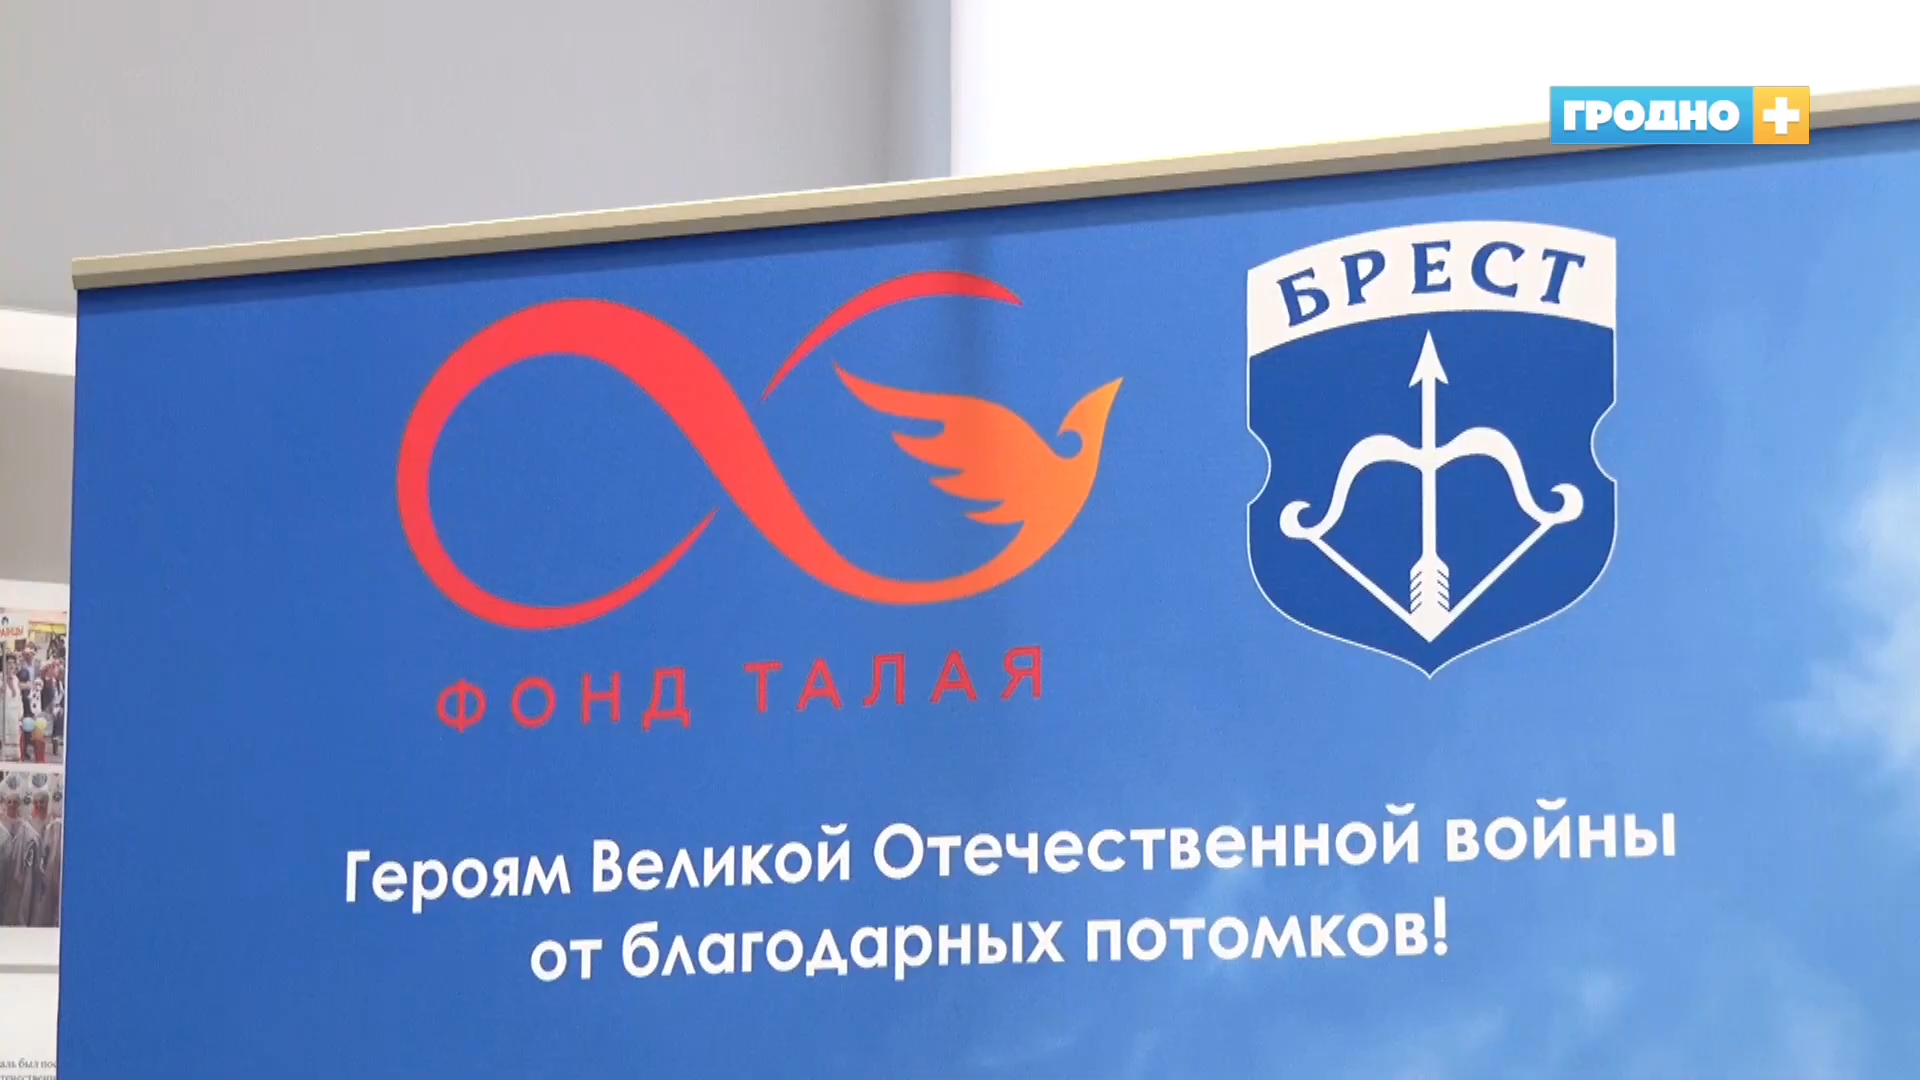 ГРОДНО +
БРЕСТ
ФОНД ТАЛАЯ
Героям Великой Отечественной войны
от благодарных потомков!